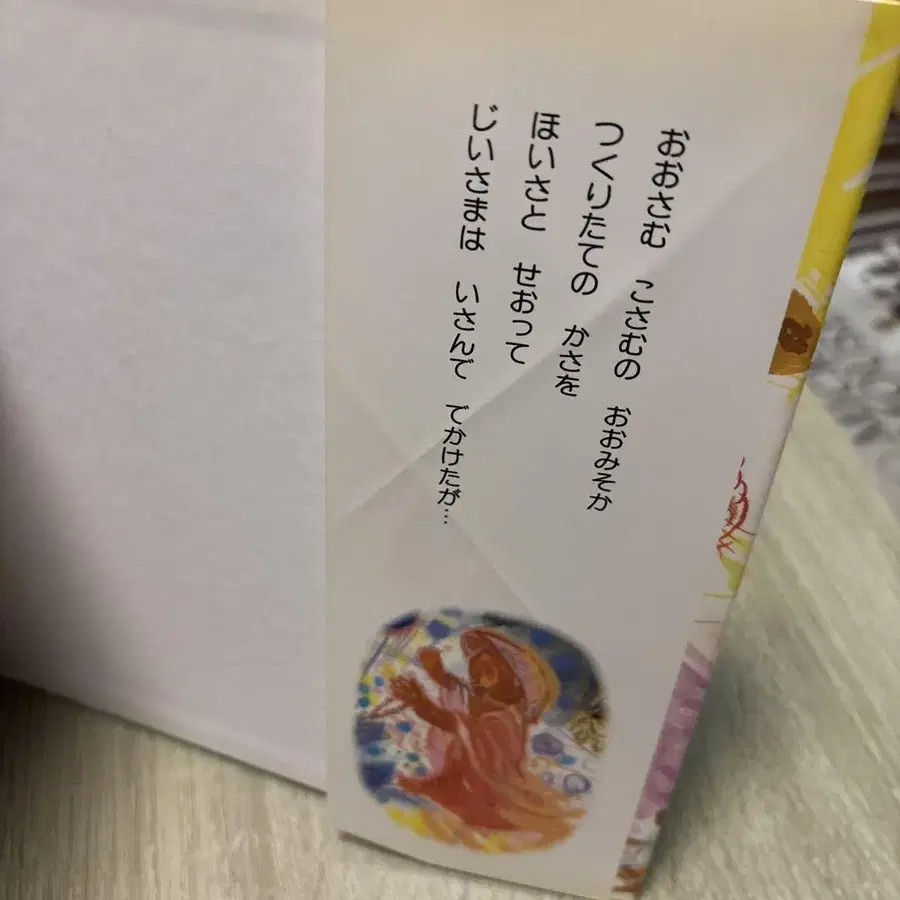 おおさむ　こさむの　おおみそか
つくりたての　かさを
ほいさと　せおって
じいさまは　いさんで　でかけたが…